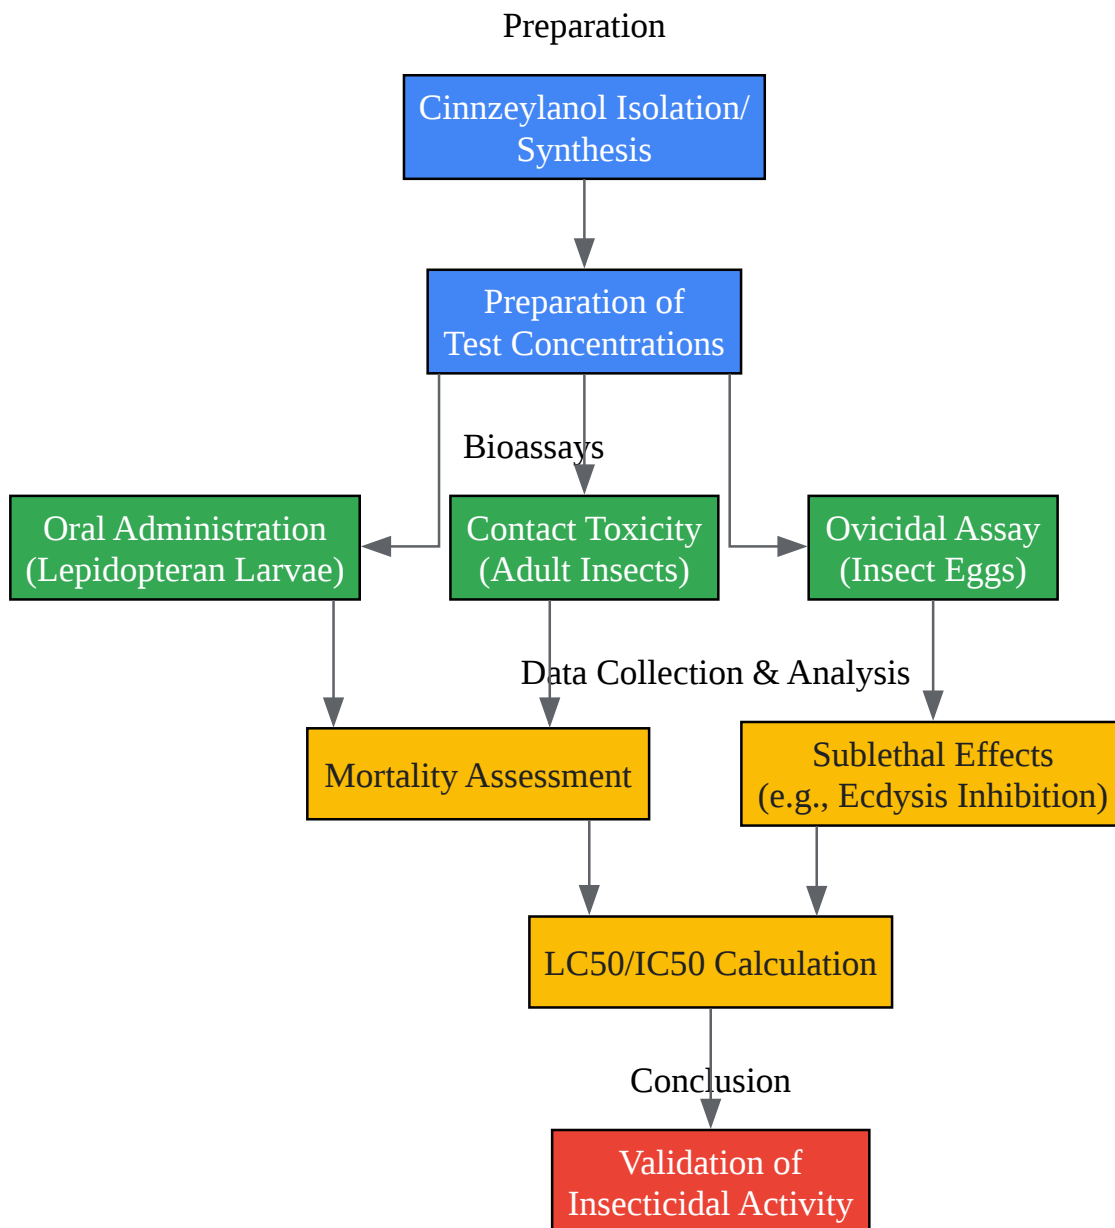 Preparation
Cinnzeylanol Isolation/
Synthesis
Preparation of
Test Concentrations
Bioassays
Oral Administration
(Lepidopteran Larvae)
Contact Toxicity
(Adult Insects)
Ovicidal Assay
(Insect Eggs)
Data Collection & Analysis
Mortality Assessment
Sublethal Effects
(e.g., Ecdysis Inhibition)
LC50/IC50 Calculation
Conclusion
Validation of
Insecticidal Activity